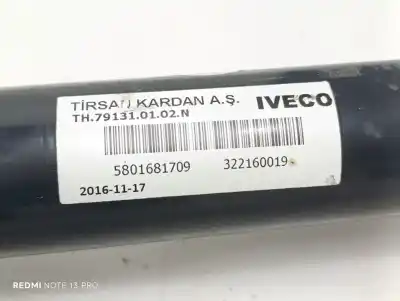 TİRSAN KARDAN A.Ş. IVECO
TH.79131.01.02.N
5801681709 322160019
2016-11-17
REDMI NOTE 13 PRO